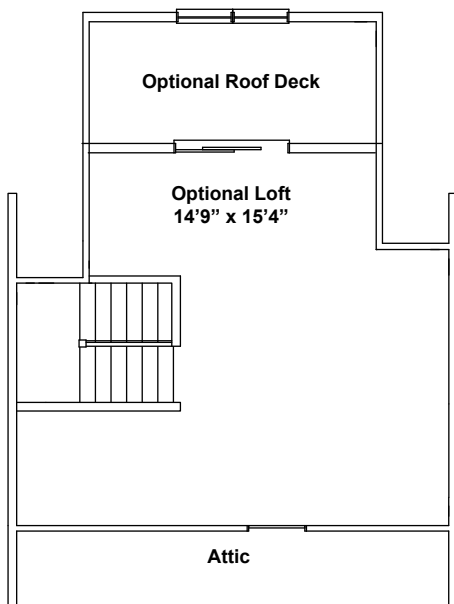 Optional Roof Deck
Optional Loft
14’9” x 15’4”
Attic